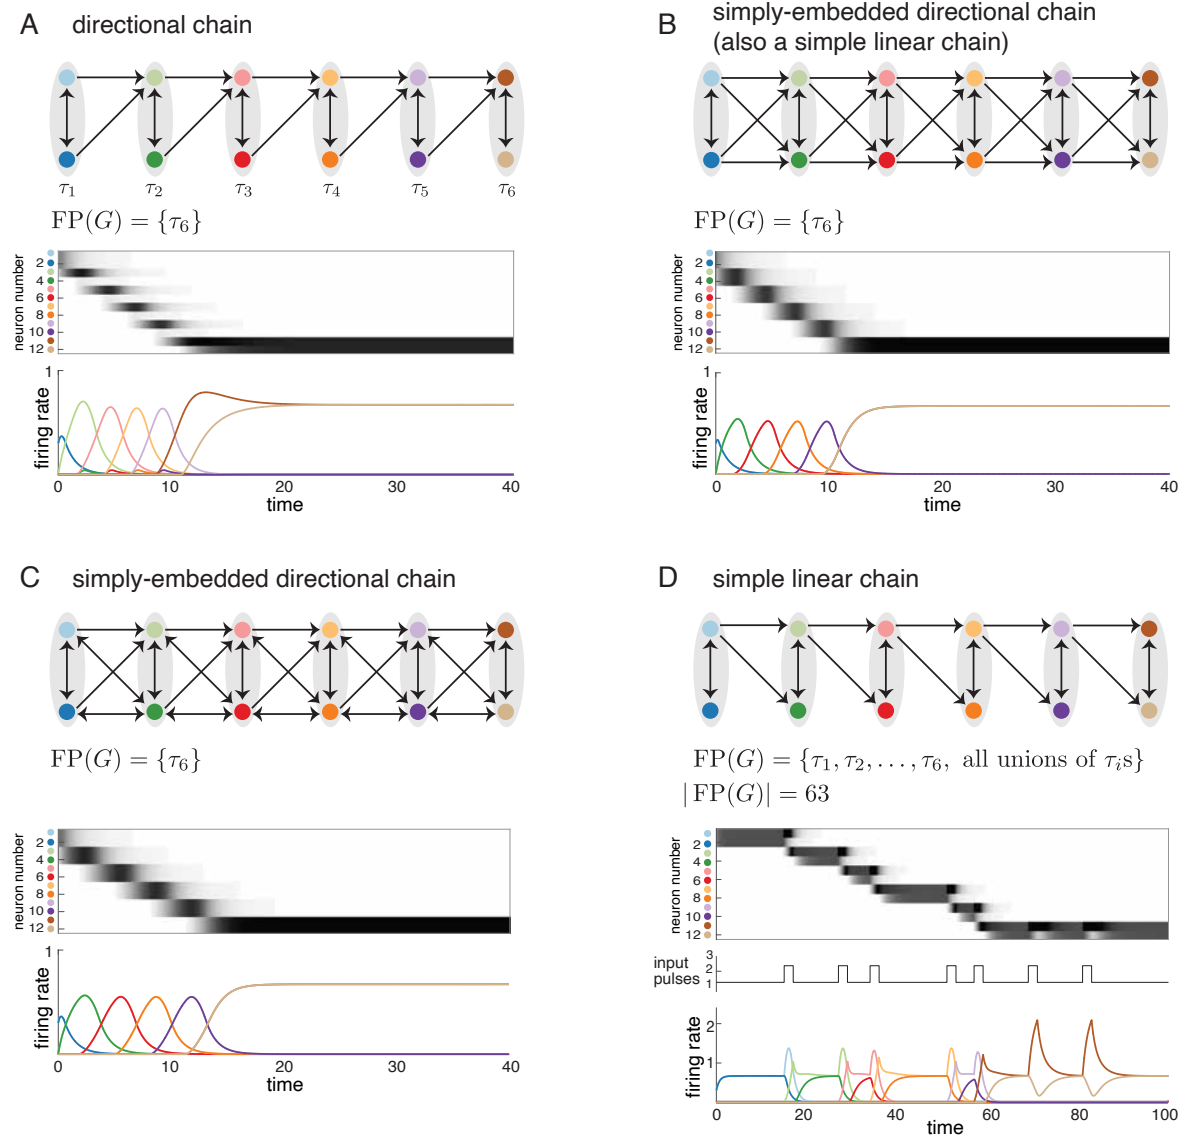 A directional chain
τ1 τ2 τ3 τ4 τ5 τ6
FP(G) = {τ6}
neuron number
2
4
6
8
10
12
firing rate
1
0 10 20 30 40
time
B simply-embedded directional chain
(also a simple linear chain)
FP(G) = {τ6}
neuron number
2
4
6
8
10
12
firing rate
1
0
0 10 20 30 40
time
C simply-embedded directional chain
FP(G) = {τ6}
neuron number
2
4
6
8
10
12
firing rate
1
0
0 10 20 30 40
time
D simple linear chain
FP(G) = {τ1, τ2, . . . , τ6, all unions of τis}
| FP(G)| = 63
neuron number
2
4
6
8
10
12
input
pulses
3
2
1
firing rate
2
1
0 20 40 60 80 100
time